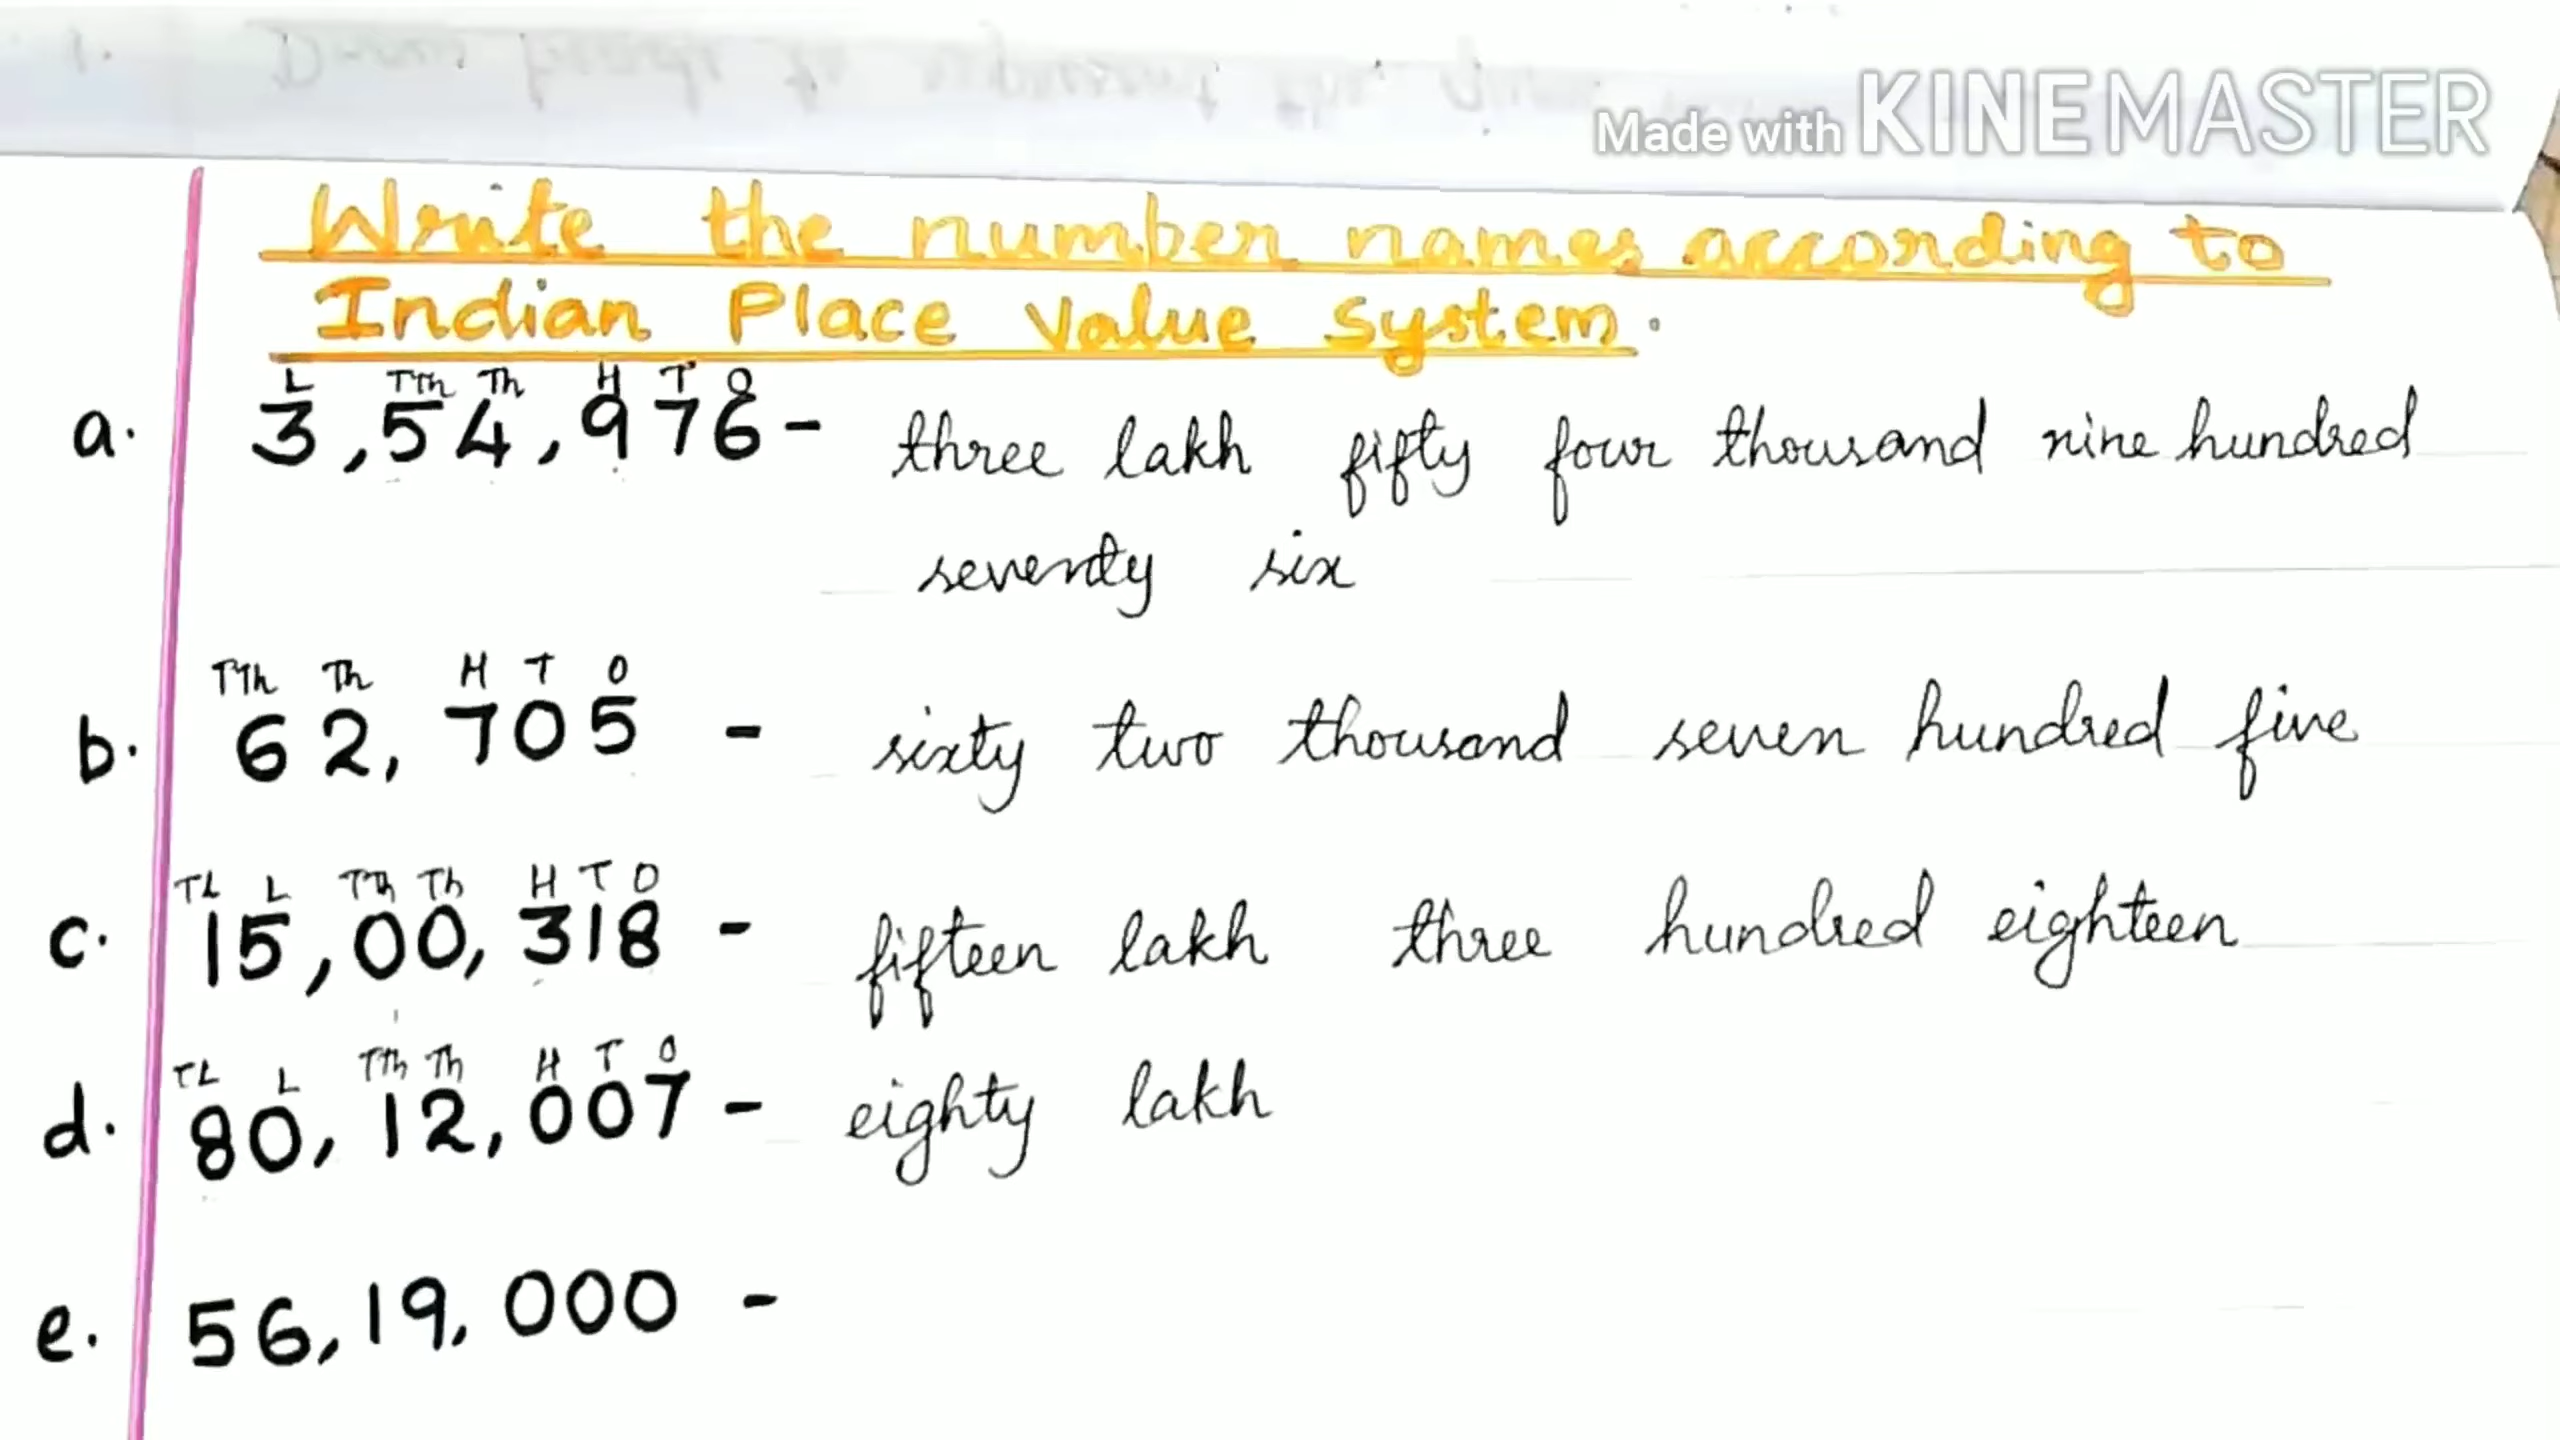 Made with KINEMASTER
Write the number names according to
Indian Place Value System.
L TTh Th H T O
a. 3,54,976 - three lakh fifty four thousand nine hundred
seventy six
TTh Th H T O
b. 62,705 - sixty two thousand seven hundred five
TL L TTh Th H T O
c. 15,00,318 - fifteen lakh three hundred eighteen
TL L TTh Th H T O
d. 80,12,007 - eighty lakh
e. 56,19,000 -